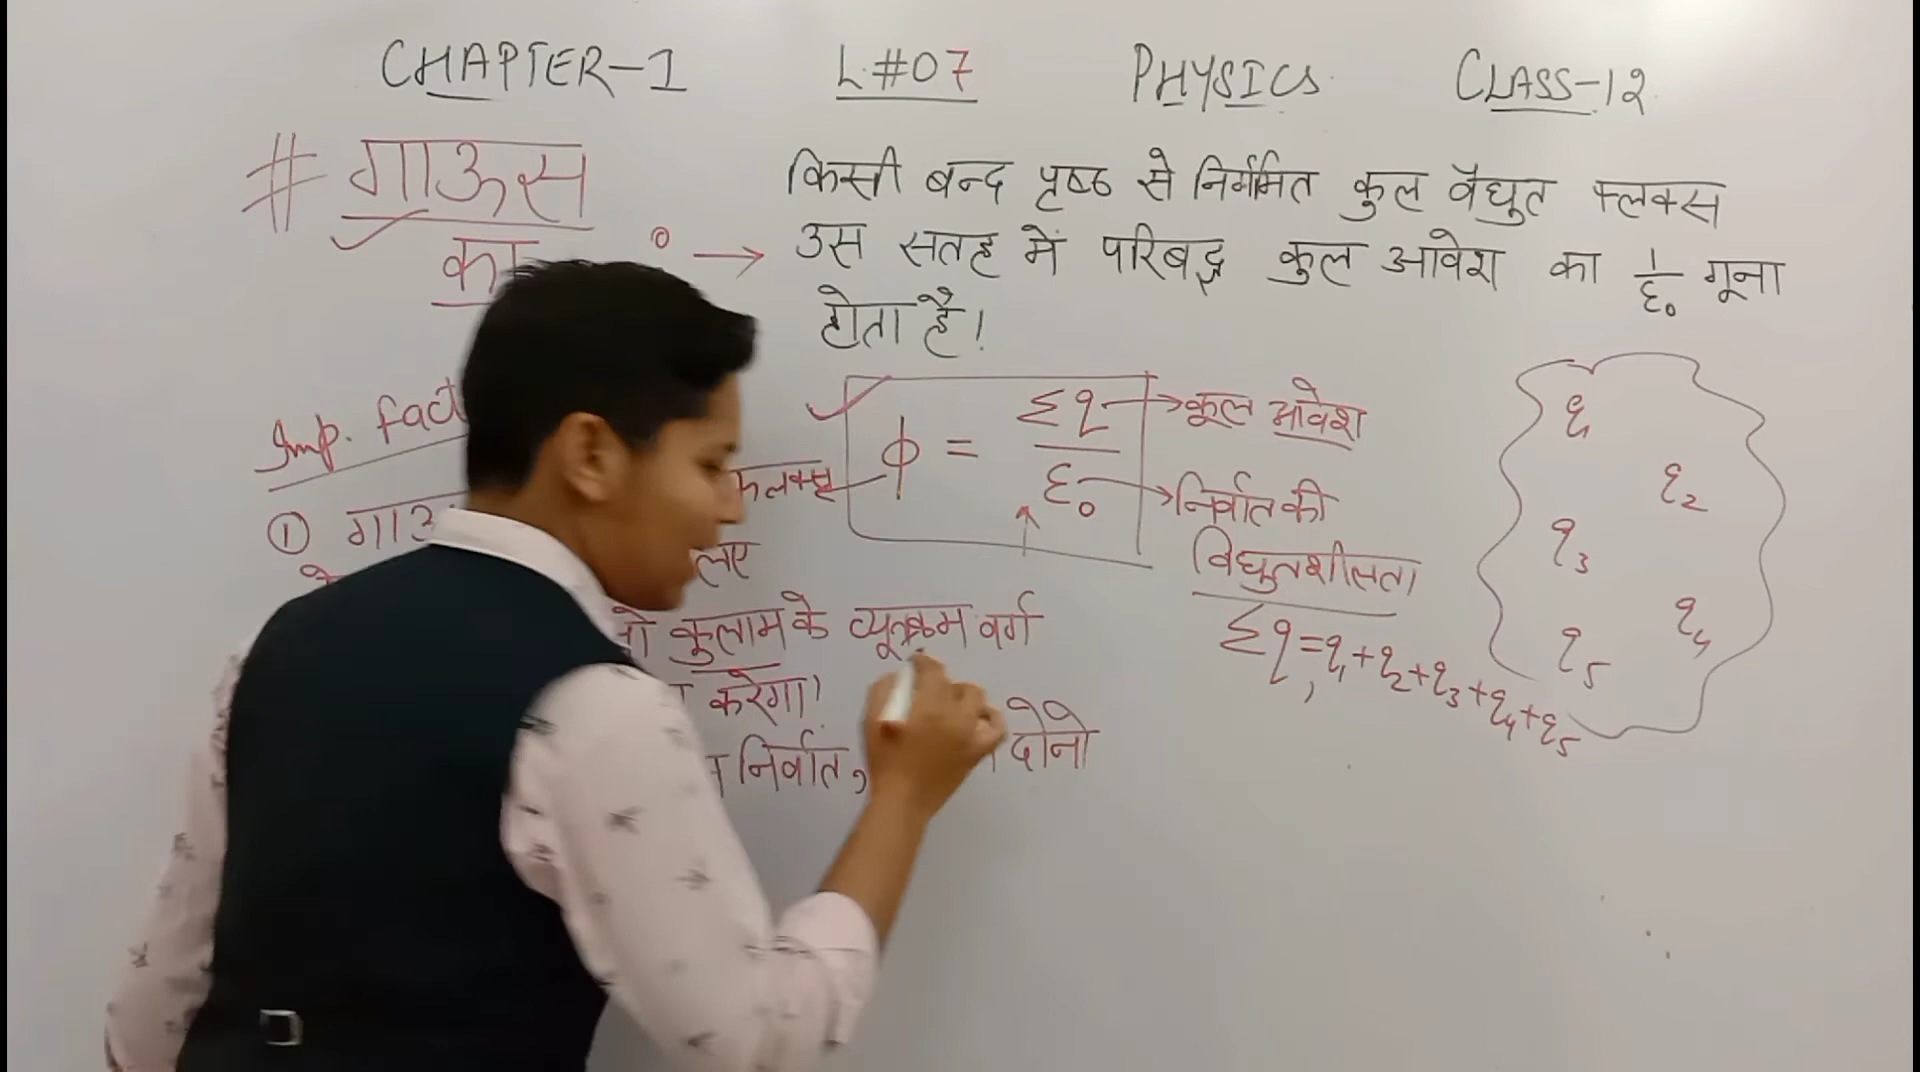 CHAPTER-1 L#07 PHYSICS CLASS-12
# गाऊस
का
किसी बन्द पृष्ठ से निर्गमित कुल वैद्युत फ्लक्स
उस सतह में परिबद्ध कुल आवेश का 1/ε₀ गूना
होता है।
Imp. fact
φ = Σq/ε₀
कूल आवेश
निर्वात की
विद्युतशीलता
फ्लक्स
① गाउ
लिए
कुलाम के व्यूत्क्रम वर्ग
करेगा।
निर्वात, दोनो
Σq = q₁+q₂+q₃+q₄+q₅
q₁
q₂
q₃
q₄
q₅